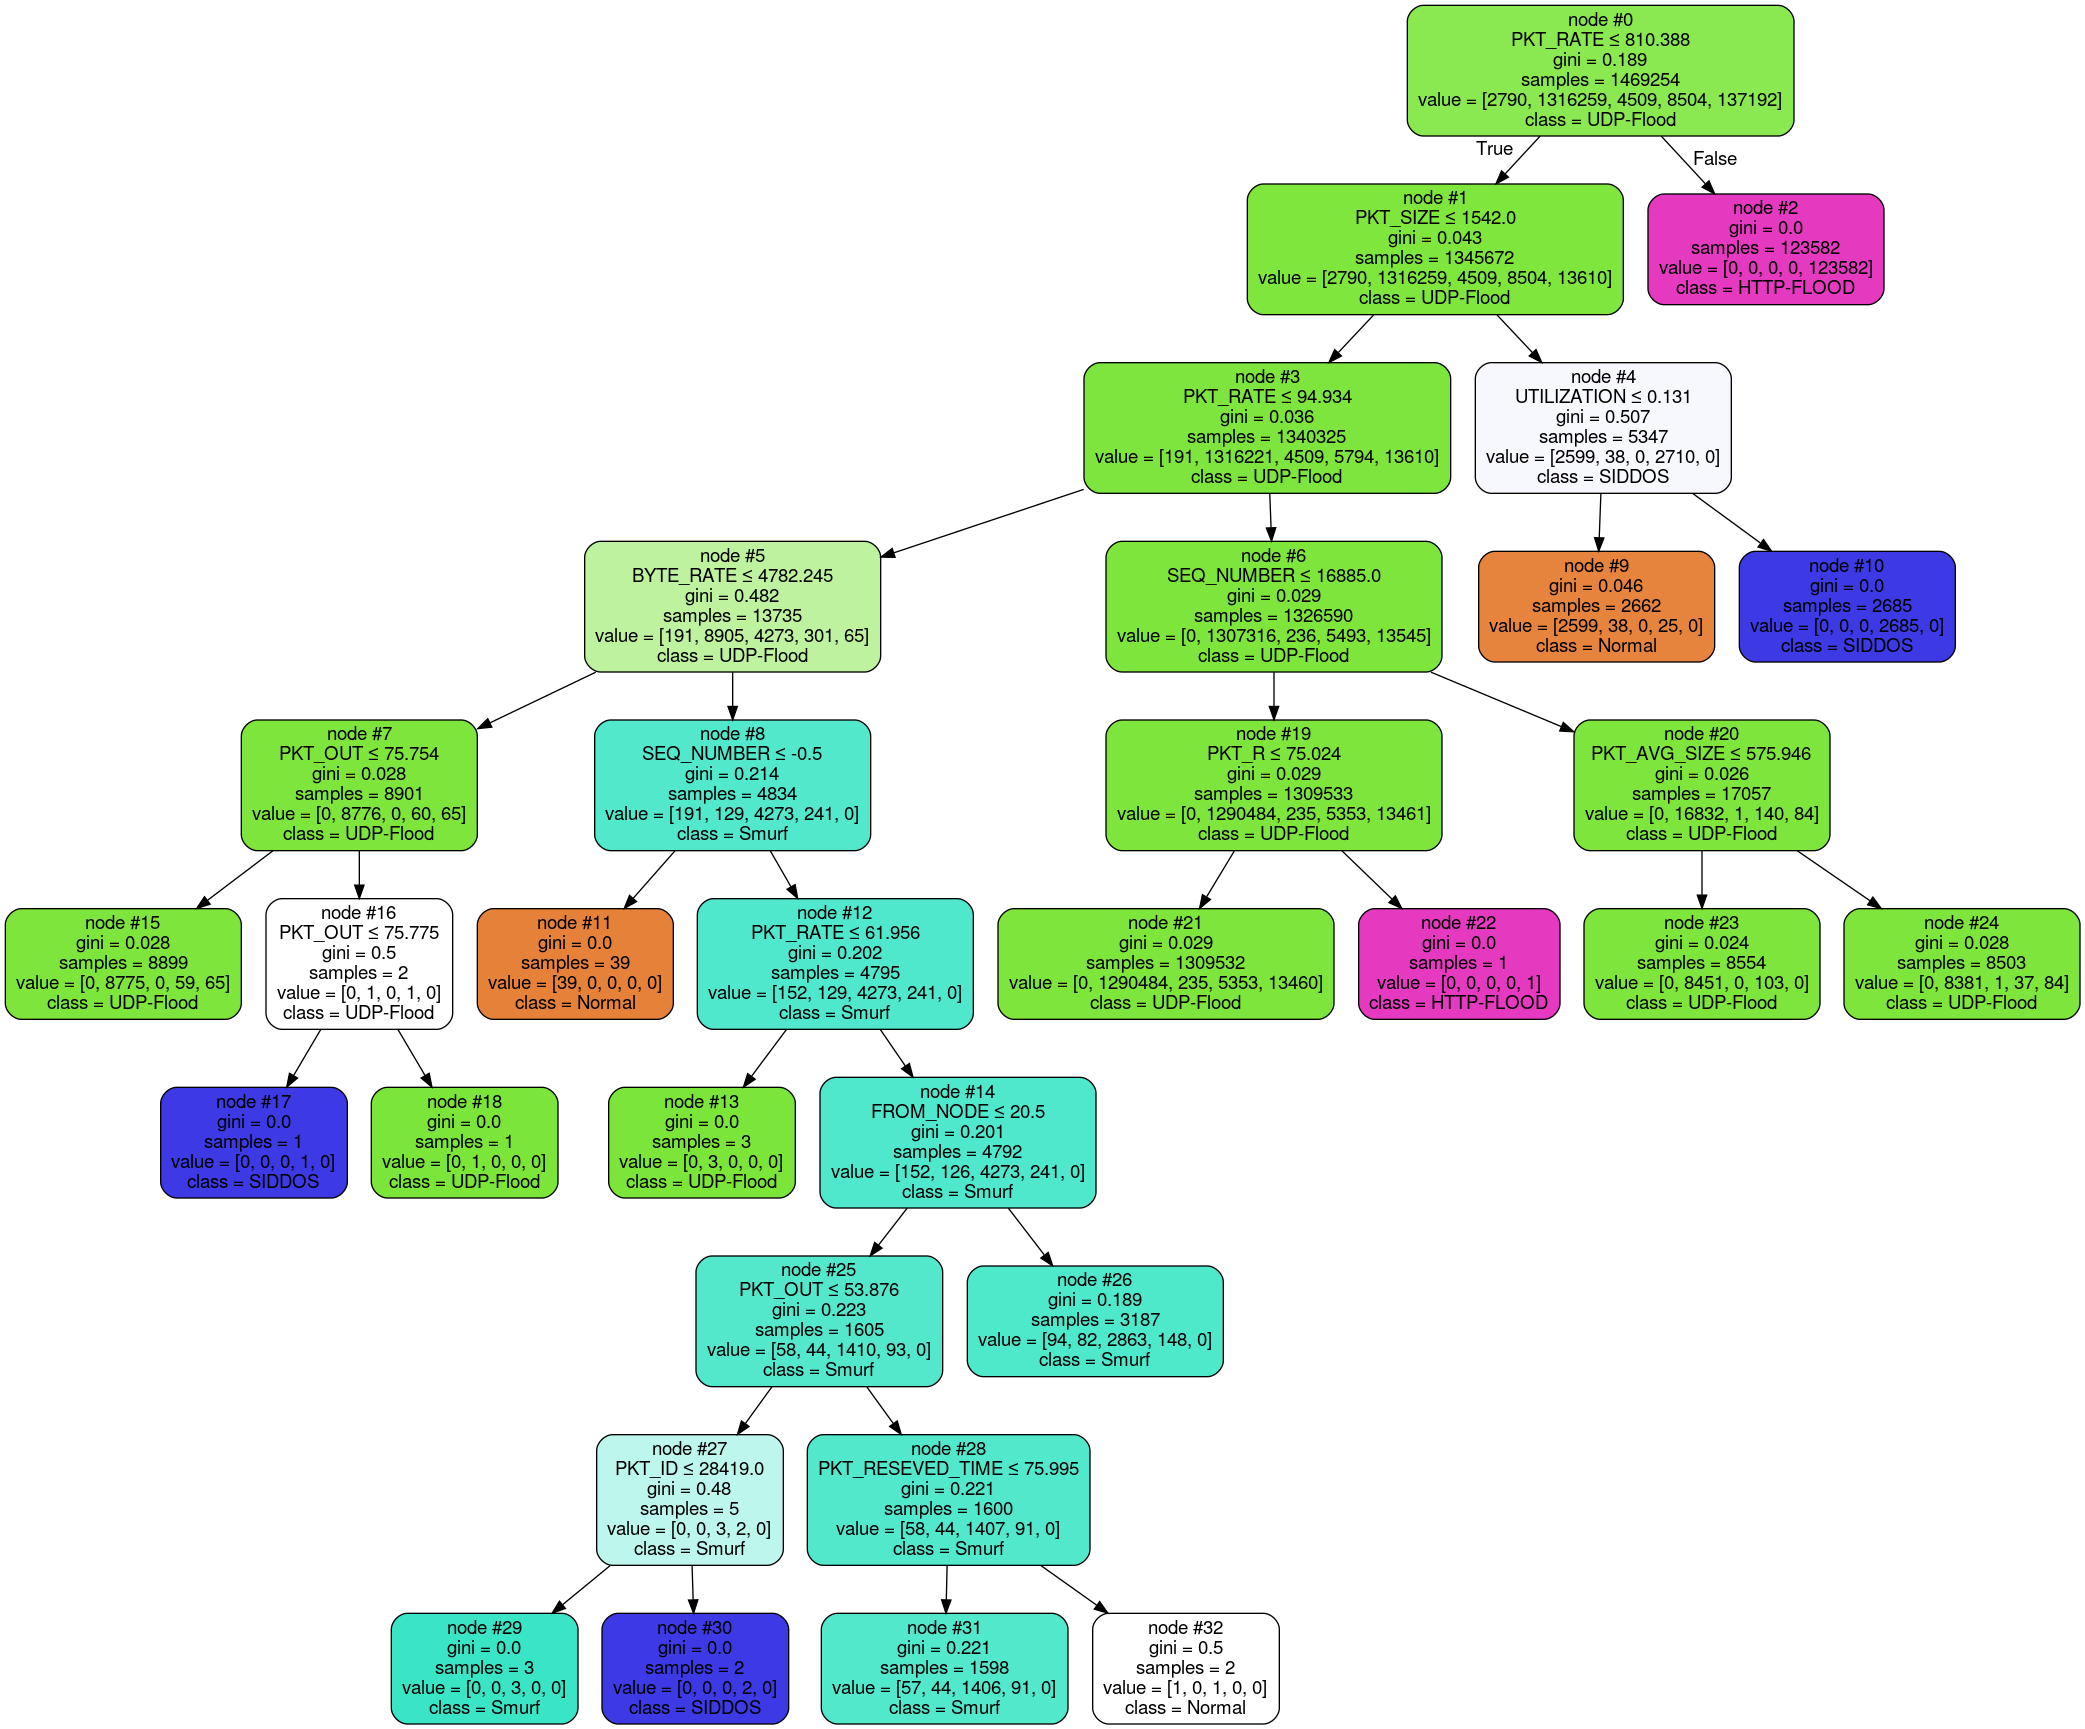 node #0
PKT_RATE ≤ 810.388
gini = 0.189
samples = 1469254
value = [2790, 1316259, 4509, 8504, 137192]
class = UDP-Flood
True
False
node #1
PKT_SIZE ≤ 1542.0
gini = 0.043
samples = 1345672
value = [2790, 1316259, 4509, 8504, 13610]
class = UDP-Flood
node #2
gini = 0.0
samples = 123582
value = [0, 0, 0, 0, 123582]
class = HTTP-FLOOD
node #3
PKT_RATE ≤ 94.934
gini = 0.036
samples = 1340325
value = [191, 1316221, 4509, 5794, 13610]
class = UDP-Flood
node #4
UTILIZATION ≤ 0.131
gini = 0.507
samples = 5347
value = [2599, 38, 0, 2710, 0]
class = SIDDOS
node #5
BYTE_RATE ≤ 4782.245
gini = 0.482
samples = 13735
value = [191, 8905, 4273, 301, 65]
class = UDP-Flood
node #6
SEQ_NUMBER ≤ 16885.0
gini = 0.029
samples = 1326590
value = [0, 1307316, 236, 5493, 13545]
class = UDP-Flood
node #9
gini = 0.046
samples = 2662
value = [2599, 38, 0, 25, 0]
class = Normal
node #10
gini = 0.0
samples = 2685
value = [0, 0, 0, 2685, 0]
class = SIDDOS
node #7
PKT_OUT ≤ 75.754
gini = 0.028
samples = 8901
value = [0, 8776, 0, 60, 65]
class = UDP-Flood
node #8
SEQ_NUMBER ≤ -0.5
gini = 0.214
samples = 4834
value = [191, 129, 4273, 241, 0]
class = Smurf
node #19
PKT_R ≤ 75.024
gini = 0.029
samples = 1309533
value = [0, 1290484, 235, 5353, 13461]
class = UDP-Flood
node #20
PKT_AVG_SIZE ≤ 575.946
gini = 0.026
samples = 17057
value = [0, 16832, 1, 140, 84]
class = UDP-Flood
node #15
gini = 0.028
samples = 8899
value = [0, 8775, 0, 59, 65]
class = UDP-Flood
node #16
PKT_OUT ≤ 75.775
gini = 0.5
samples = 2
value = [0, 1, 0, 1, 0]
class = UDP-Flood
node #11
gini = 0.0
samples = 39
value = [39, 0, 0, 0, 0]
class = Normal
node #12
PKT_RATE ≤ 61.956
gini = 0.202
samples = 4795
value = [152, 129, 4273, 241, 0]
class = Smurf
node #21
gini = 0.029
samples = 1309532
value = [0, 1290484, 235, 5353, 13460]
class = UDP-Flood
node #22
gini = 0.0
samples = 1
value = [0, 0, 0, 0, 1]
class = HTTP-FLOOD
node #23
gini = 0.024
samples = 8554
value = [0, 8451, 0, 103, 0]
class = UDP-Flood
node #24
gini = 0.028
samples = 8503
value = [0, 8381, 1, 37, 84]
class = UDP-Flood
node #17
gini = 0.0
samples = 1
value = [0, 0, 0, 1, 0]
class = SIDDOS
node #18
gini = 0.0
samples = 1
value = [0, 1, 0, 0, 0]
class = UDP-Flood
node #13
gini = 0.0
samples = 3
value = [0, 3, 0, 0, 0]
class = UDP-Flood
node #14
FROM_NODE ≤ 20.5
gini = 0.201
samples = 4792
value = [152, 126, 4273, 241, 0]
class = Smurf
node #25
PKT_OUT ≤ 53.876
gini = 0.223
samples = 1605
value = [58, 44, 1410, 93, 0]
class = Smurf
node #26
gini = 0.189
samples = 3187
value = [94, 82, 2863, 148, 0]
class = Smurf
node #27
PKT_ID ≤ 28419.0
gini = 0.48
samples = 5
value = [0, 0, 3, 2, 0]
class = Smurf
node #28
PKT_RESEVED_TIME ≤ 75.995
gini = 0.221
samples = 1600
value = [58, 44, 1407, 91, 0]
class = Smurf
node #29
gini = 0.0
samples = 3
value = [0, 0, 3, 0, 0]
class = Smurf
node #30
gini = 0.0
samples = 2
value = [0, 0, 0, 2, 0]
class = SIDDOS
node #31
gini = 0.221
samples = 1598
value = [57, 44, 1406, 91, 0]
class = Smurf
node #32
gini = 0.5
samples = 2
value = [1, 0, 1, 0, 0]
class = Normal